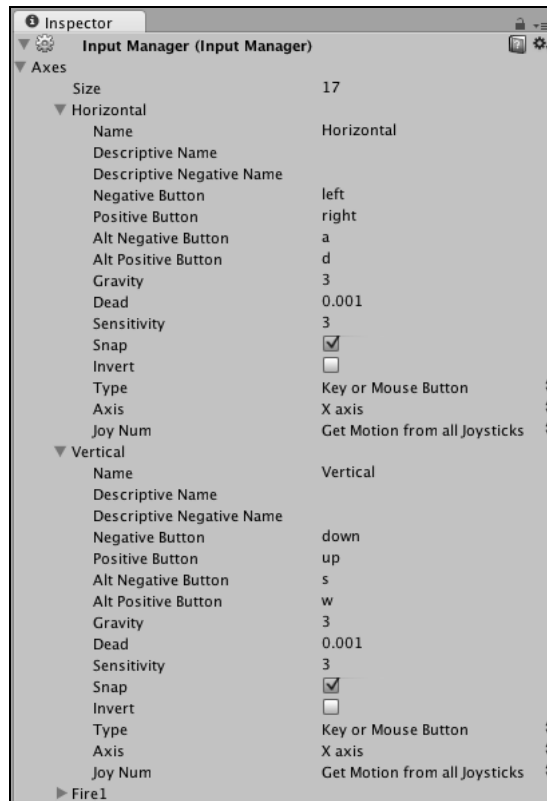 Inspector
Input Manager (Input Manager)
Axes
Size 17
Horizontal
Name Horizontal
Descriptive Name
Descriptive Negative Name
Negative Button left
Positive Button right
Alt Negative Button a
Alt Positive Button d
Gravity 3
Dead 0.001
Sensitivity 3
Snap
Invert
Type Key or Mouse Button
Axis X axis
Joy Num Get Motion from all Joysticks
Vertical
Name Vertical
Descriptive Name
Descriptive Negative Name
Negative Button down
Positive Button up
Alt Negative Button s
Alt Positive Button w
Gravity 3
Dead 0.001
Sensitivity 3
Snap
Invert
Type Key or Mouse Button
Axis X axis
Joy Num Get Motion from all Joysticks
Fire1